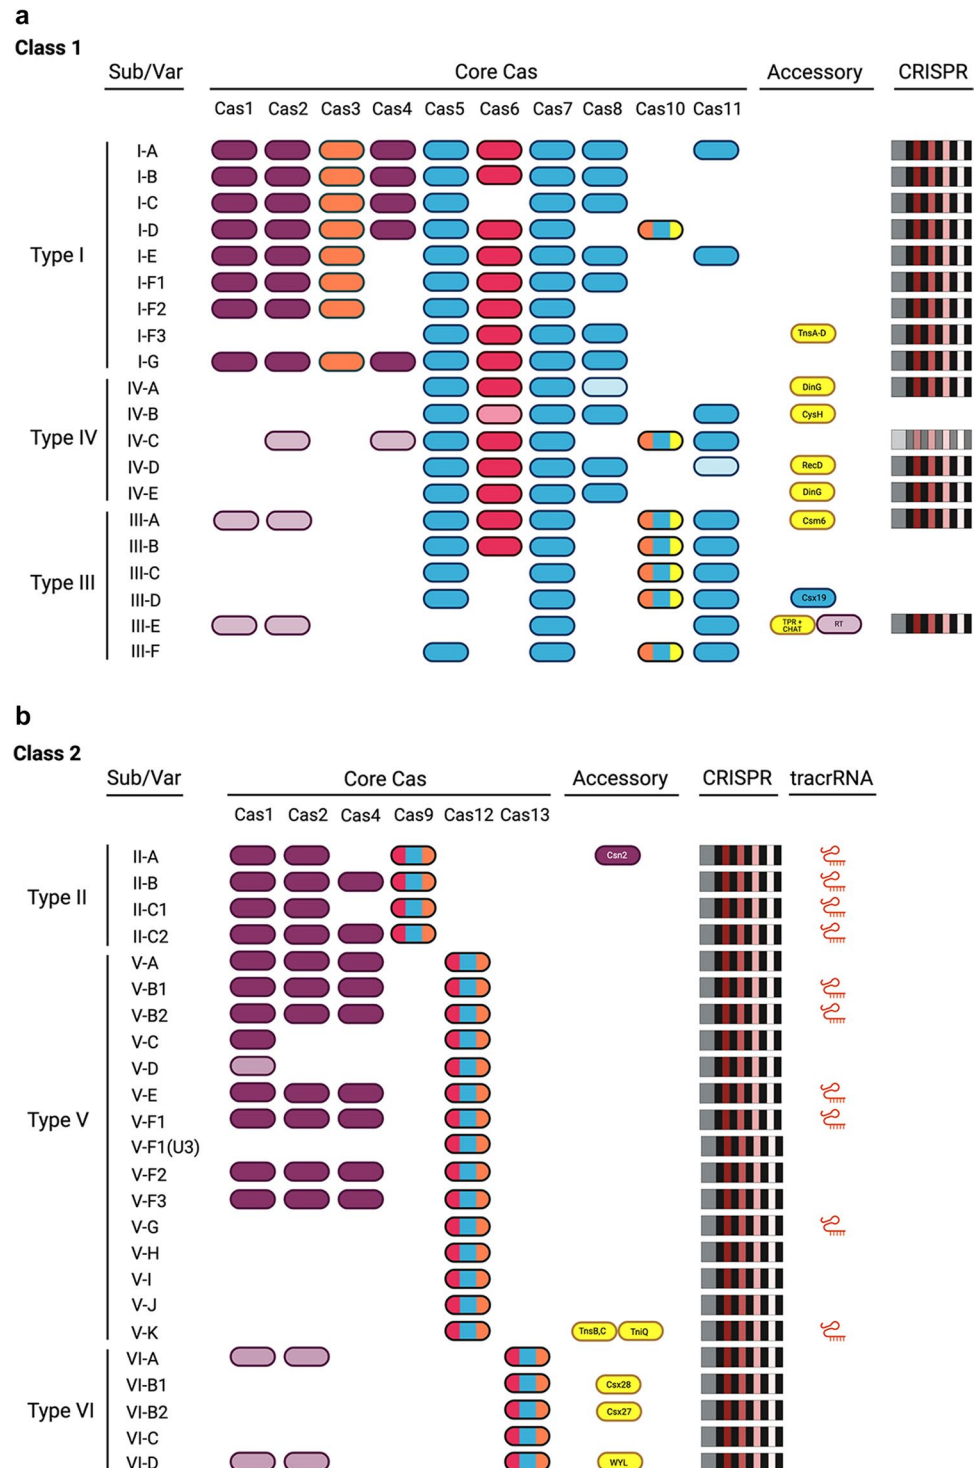 a
Class 1
Sub/Var Core Cas Accessory CRISPR
Cas1 Cas2 Cas3 Cas4 Cas5 Cas6 Cas7 Cas8 Cas10 Cas11
Type I
I-A
I-B
I-C
I-D
I-E
I-F1
I-F2
I-F3 TnsA-D
I-G
Type IV
IV-A DinG
IV-B CysH
IV-C
IV-D RecD
IV-E DinG
Type III
III-A Csm6
III-B
III-C
III-D Csx19
III-E TPR + CHAT RT
III-F
b
Class 2
Sub/Var Core Cas Accessory CRISPR tracrRNA
Cas1 Cas2 Cas4 Cas9 Cas12 Cas13
Type II
II-A Csn2
II-B
II-C1
II-C2
Type V
V-A
V-B1
V-B2
V-C
V-D
V-E
V-F1
V-F1(U3)
V-F2
V-F3
V-G
V-H
V-I
V-J
V-K TnsB,C TniQ
Type VI
VI-A
VI-B1 Csx28
VI-B2 Csx27
VI-C
VI-D WYL